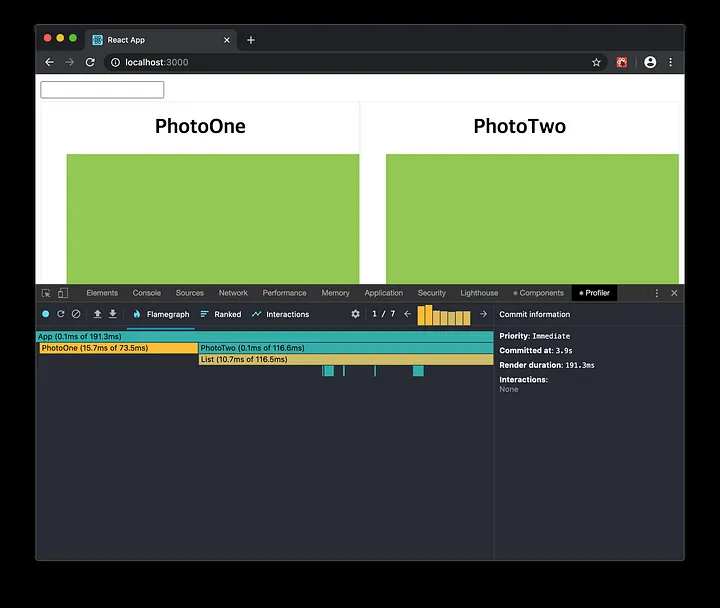 React App
localhost:3000
PhotoOne PhotoTwo
Elements Console Sources Network Performance Memory Application Security Lighthouse Components Profiler
Flamegraph Ranked Interactions 1 / 7 Commit information
App (0.1ms of 191.3ms)
PhotoOne (15.7ms of 73.5ms) PhotoTwo (0.1ms of 116.6ms)
List (10.7ms of 116.5ms)
Priority: Immediate
Committed at: 3.9s
Render duration: 191.3ms
Interactions:
None